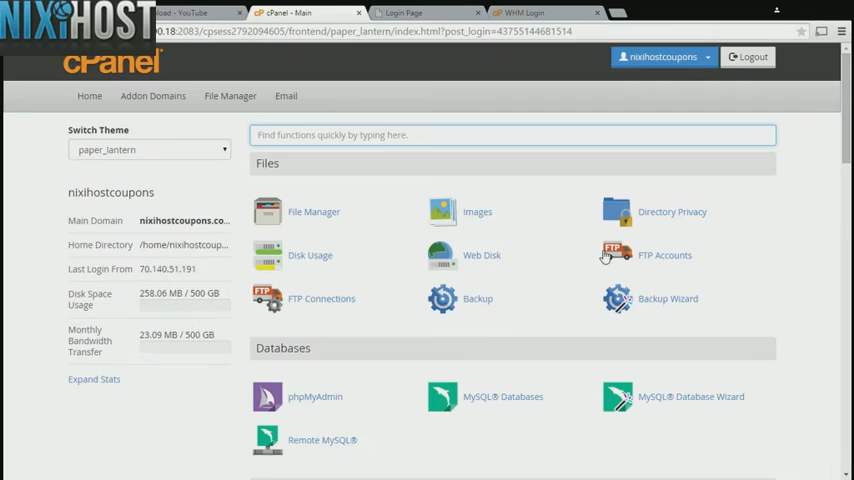 NIXIHOST
oad - YouTube
cPanel - Main
Login Page
WHM Login
0.18:2083/cpsess2792094605/frontend/paper_lantern/index.html?post_login=43755144681514
cPanel
nixihostcoupons
Logout
Home
Addon Domains
File Manager
Email
Switch Theme
paper_lantern
Find functions quickly by typing here.
nixihostcoupons
Main Domain
nixihostcoupons.co...
Home Directory
/home/nixihostcoup...
Last Login From
70.140.51.191
Disk Space
Usage
258.06 MB / 500 GB
Monthly
Bandwidth
Transfer
23.09 MB / 500 GB
Expand Stats
Files
File Manager
Images
Directory Privacy
Disk Usage
Web Disk
FTP
FTP Accounts
FTP
FTP Connections
Backup
Backup Wizard
Databases
phpMyAdmin
MySQL® Databases
MySQL® Database Wizard
Remote MySQL®